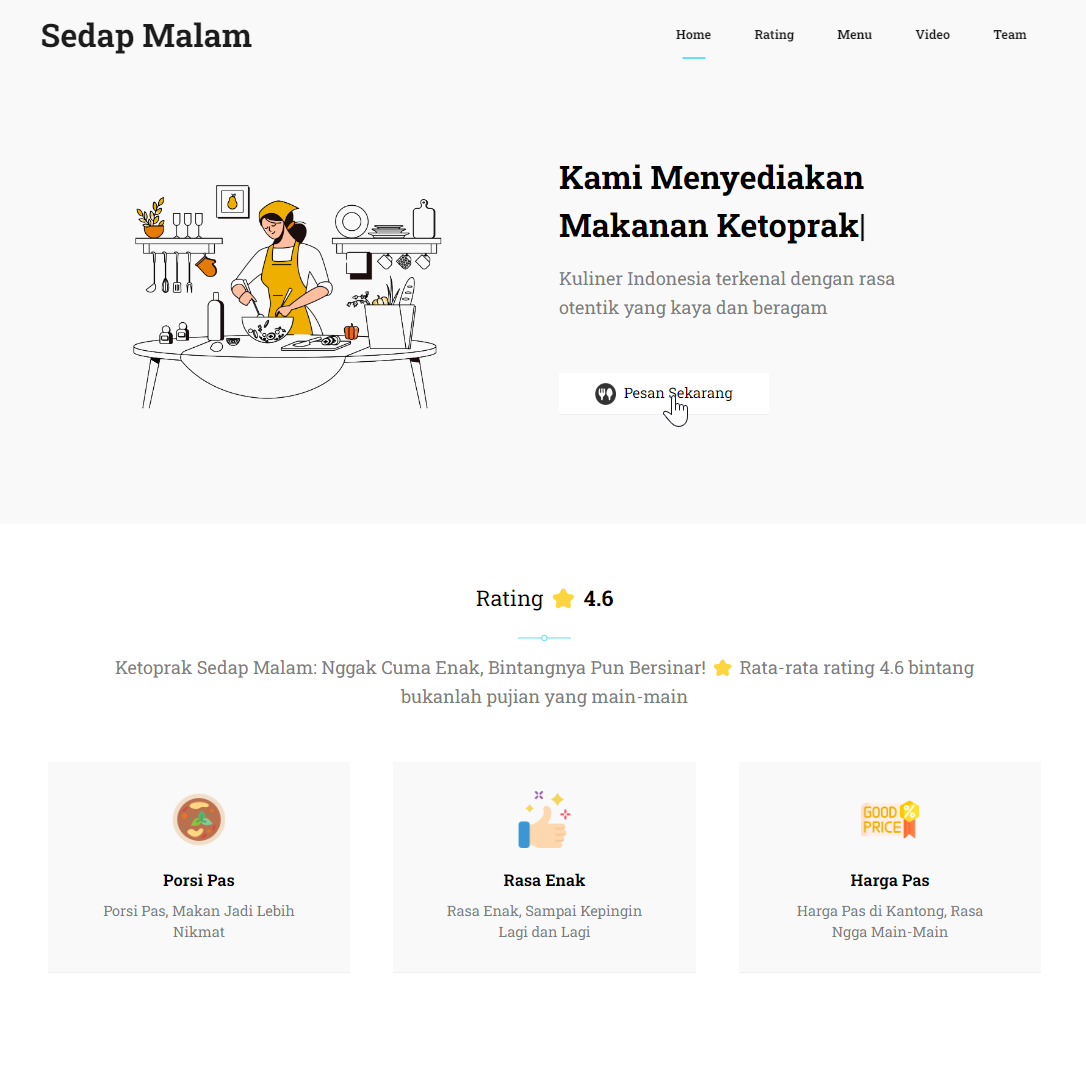 Sedap Malam
Home Rating Menu Video Team
Kami Menyediakan
Makanan Ketoprak|
Kuliner Indonesia terkenal dengan rasa
otentik yang kaya dan beragam
Pesan Sekarang
Rating ⭐ 4.6
Ketoprak Sedap Malam: Nggak Cuma Enak, Bintangnya Pun Bersinar! ⭐ Rata-rata rating 4.6 bintang
bukanlah pujian yang main-main
GOOD %
PRICE
Porsi Pas
Porsi Pas, Makan Jadi Lebih
Nikmat
Rasa Enak
Rasa Enak, Sampai Kepingin
Lagi dan Lagi
Harga Pas
Harga Pas di Kantong, Rasa
Ngga Main-Main